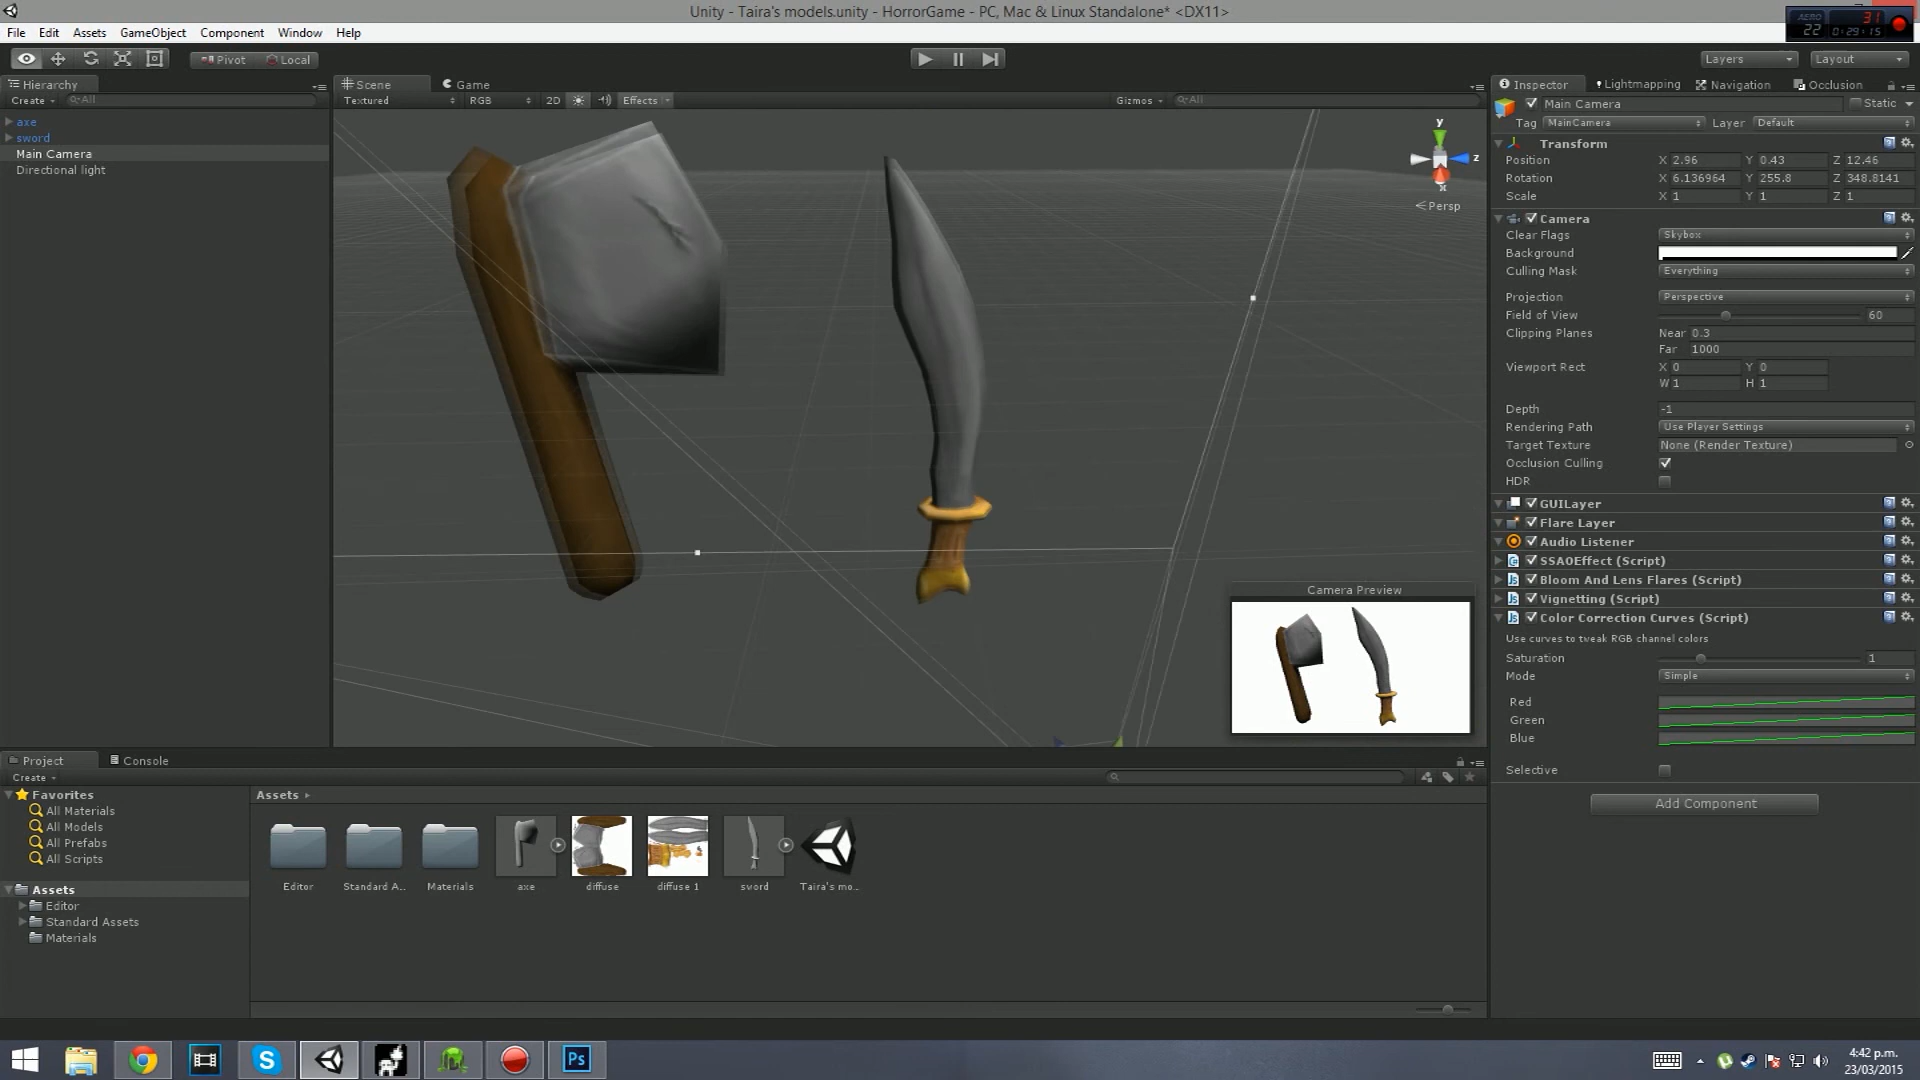 Unity - Taira's models.unity - HorrorGame - PC, Mac & Linux Standalone* <DX11>
File Edit Assets GameObject Component Window Help
AERO 22 31 0:29:15
Pivot Local
Layers Layout
Hierarchy
Create All
axe
sword
Main Camera
Directional light
Scene Game
Textured RGB 2D Effects Gizmos All
y
z
x
Persp
Camera Preview
Inspector Lightmapping Navigation Occlusion
Main Camera Static
Tag MainCamera Layer Default
Transform
Position X 2.96 Y 0.43 Z 12.46
Rotation X 6.136964 Y 255.8 Z 348.8141
Scale X 1 Y 1 Z 1
Camera
Clear Flags Skybox
Background
Culling Mask Everything
Projection Perspective
Field of View 60
Clipping Planes Near 0.3
Far 1000
Viewport Rect X 0 Y 0
W 1 H 1
Depth -1
Rendering Path Use Player Settings
Target Texture None (Render Texture)
Occlusion Culling
HDR
GUILayer
Flare Layer
Audio Listener
SSAOEffect (Script)
Bloom And Lens Flares (Script)
Vignetting (Script)
Color Correction Curves (Script)
Use curves to tweak RGB channel colors
Saturation 1
Mode Simple
Red
Green
Blue
Selective
Add Component
Project Console
Create
Favorites
All Materials
All Models
All Prefabs
All Scripts
Assets
Editor
Standard Assets
Materials
Assets
Editor Standard A... Materials axe diffuse diffuse 1 sword Taira's mo...
Ps
4:42 p.m.
23/03/2015